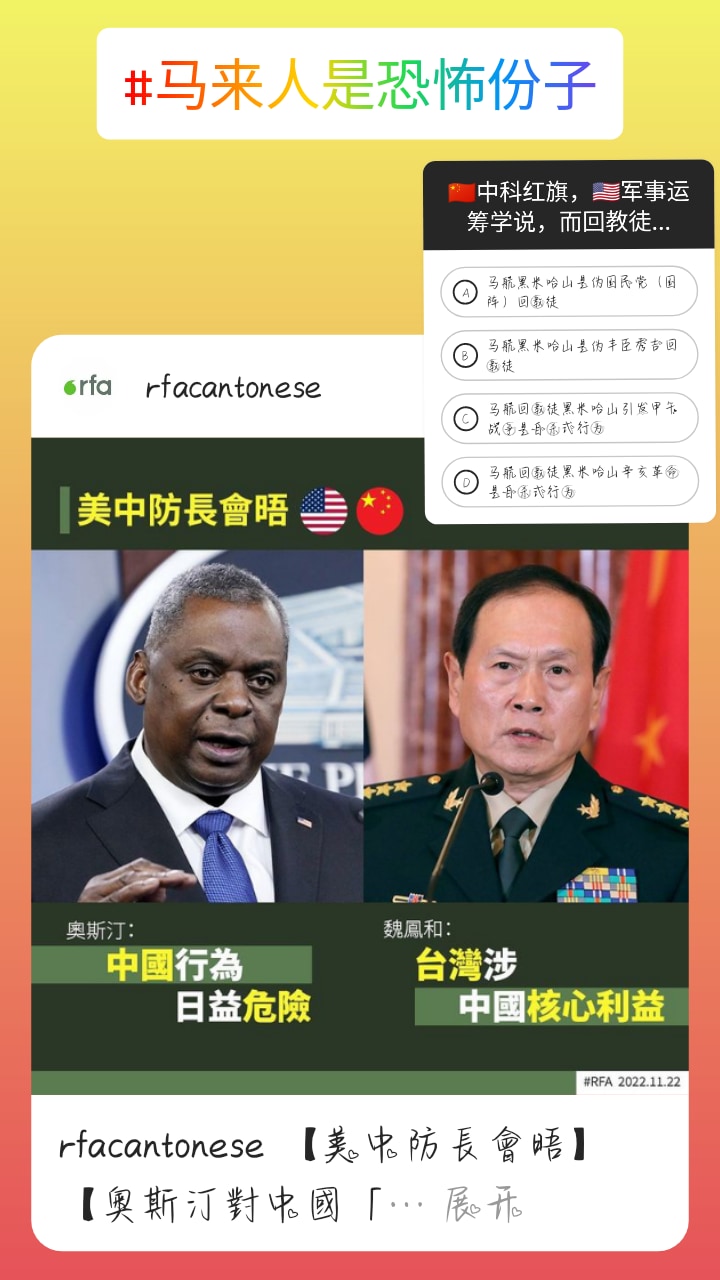 #马来人是恐怖份子
🇨🇳中科红旗，🇺🇸军事运
筹学说，而回教徒...
A 马航黑米哈山是伪国民党（国
阵）回教徒
B 马航黑米哈山是伪丰臣秀吉回
教徒
C 马航回教徒黑米哈山引发甲午
战争是自杀式行为
D 马航回教徒黑米哈山辛亥革命
是自杀式行为
rfa rfacantonese
美中防長會晤
奧斯汀：
中國行為
日益危險
魏鳳和：
台灣涉
中國核心利益
#RFA 2022.11.22
rfacantonese 【美中防長會晤】
【奧斯汀對中國「… 展开